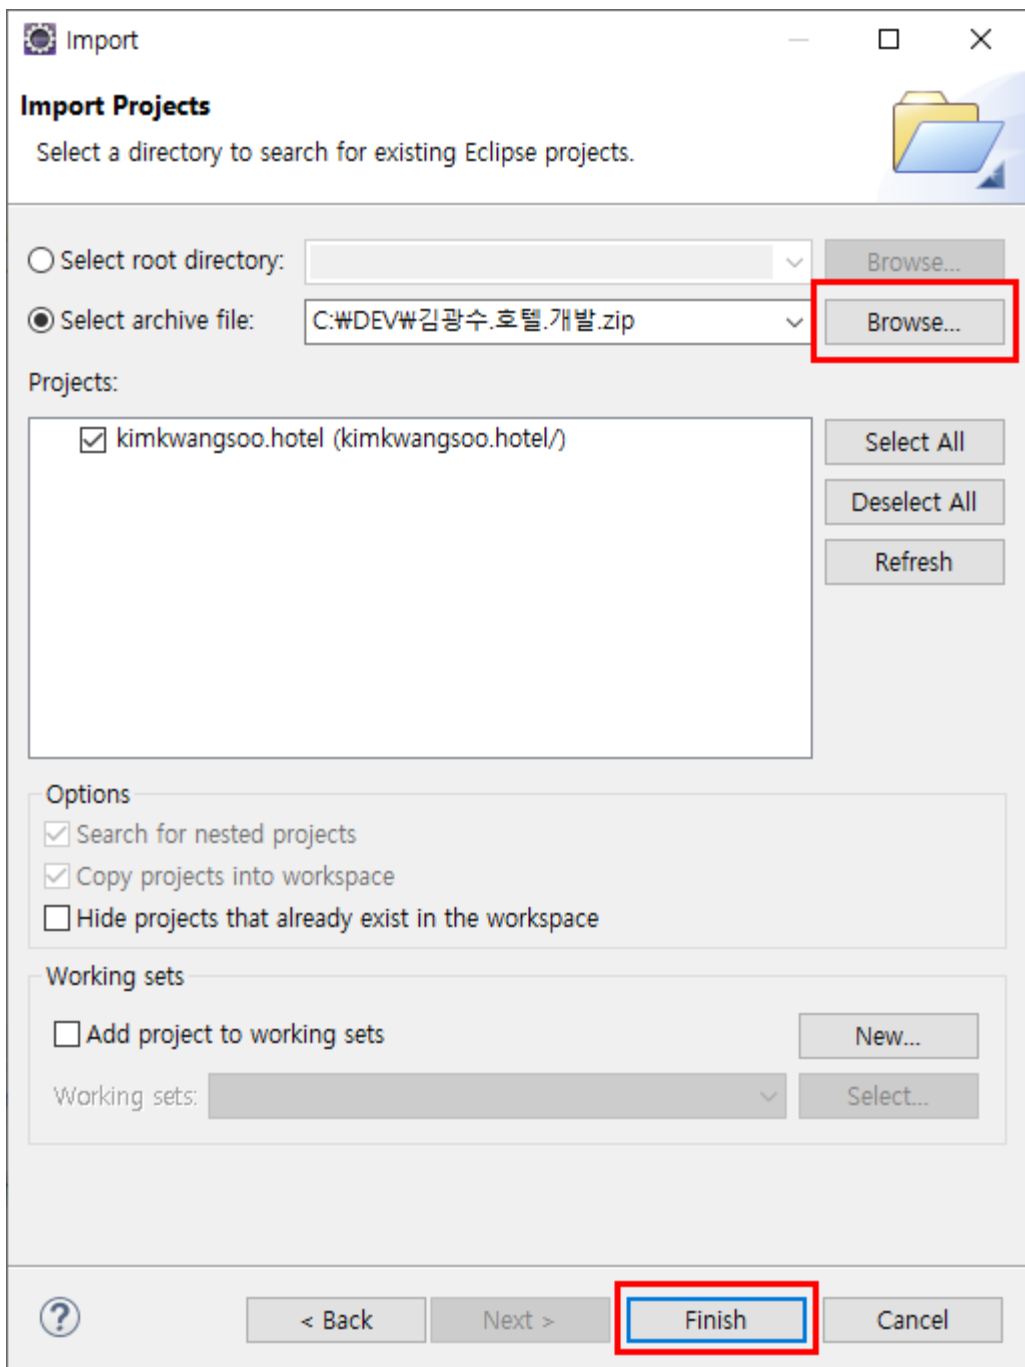 Import
Import Projects
Select a directory to search for existing Eclipse projects.
Select root directory: Browse...
Select archive file: C:₩DEV₩김광수.호텔.개발.zip Browse...
Projects:
kimkwangsoo.hotel (kimkwangsoo.hotel/)
Select All
Deselect All
Refresh
Options
Search for nested projects
Copy projects into workspace
Hide projects that already exist in the workspace
Working sets
Add project to working sets New...
Working sets: Select...
? < Back Next > Finish Cancel